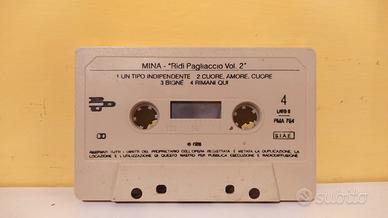 MINA - "Ridi Pagliaccio Vol. 2"
1 UN TIPO INDIPENDENTE 2 CUORE, AMORE, CUORE
3 BIGNÈ 4 RIMANI QUI
4
LATO II
PMA 764
S.I.A.E.
RISERVATI TUTTI I DIRITTI DEL PROPRIETARIO DELL'OPERA REGISTRATA È VIETATA LA DUPLICAZIONE, LA
LOCAZIONE E L'UTILIZZAZIONE DI QUESTO NASTRO PER PUBBLICA ESECUZIONE E RADIODIFFUSIONE
subito